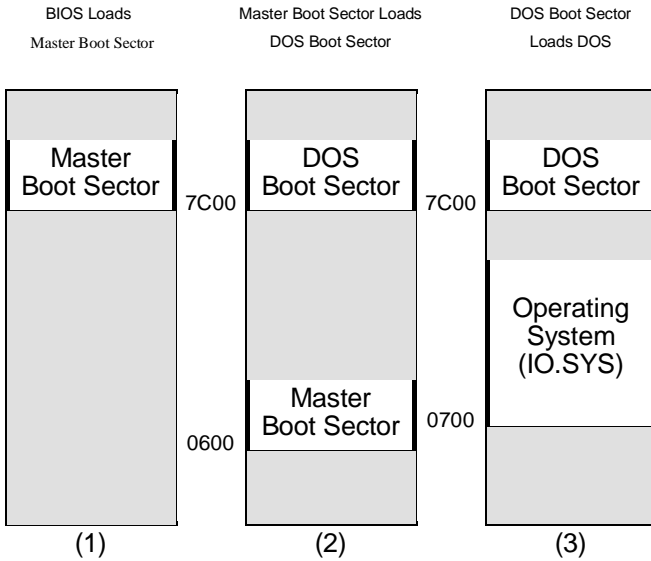 BIOS Loads
Master Boot Sector
Master Boot Sector Loads
DOS Boot Sector
DOS Boot Sector
Loads DOS
Master
Boot Sector
7C00
DOS
Boot Sector
7C00
DOS
Boot Sector
Operating
System
(IO.SYS)
Master
Boot Sector
0600
0700
(1)
(2)
(3)